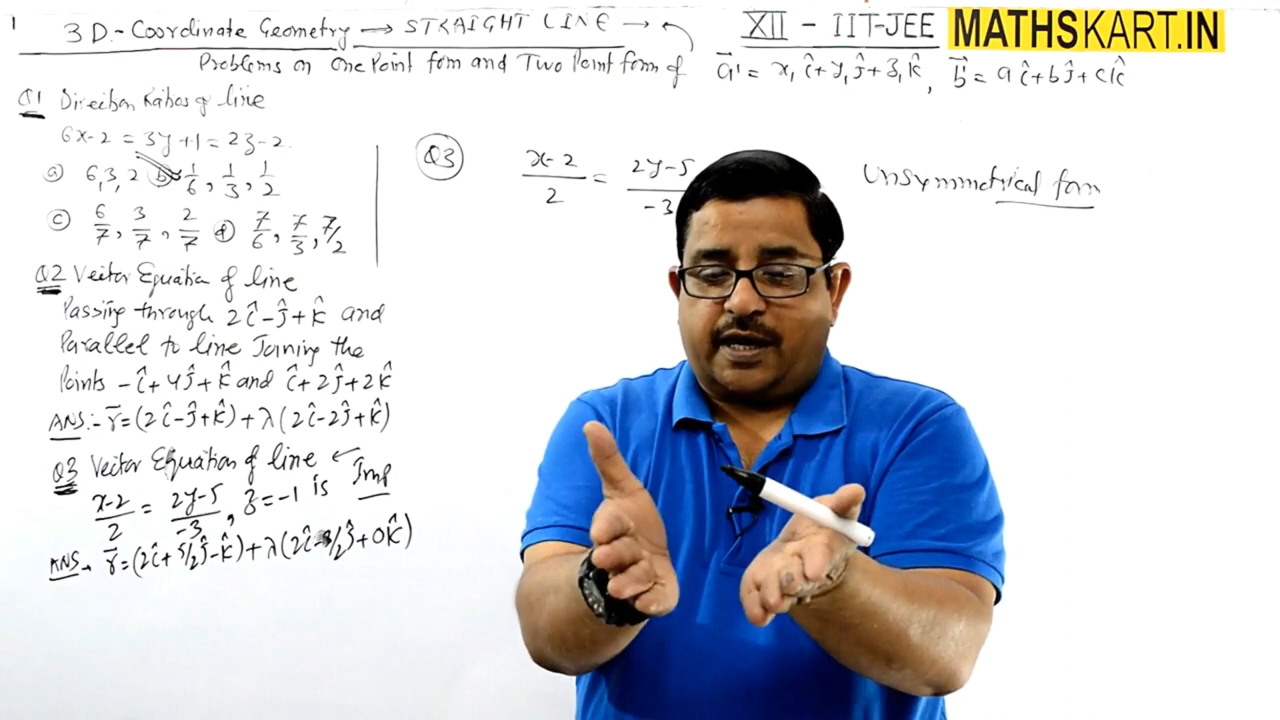 1
3D.- Coordinate Geometry → STRAIGHT LINE →
XII - IIT-JEE
MATHSKART.IN
Problems on One Point form and Two Point form of
a⃗ = x₁î+y₁ĵ+z₁k̂, b⃗ = aî+bĵ+ck̂
Q1 Direction Ratios of line
6x-2 = 3y+1 = 2z-2.
(a) 6,3,2 (b) 1/6, 1/3, 1/2
(c) 6/7, 3/7, 2/7 (d) 7/6, 7/3, 7/2
Q2 Vector Equation of line
Passing through 2î-ĵ+k̂ and
Parallel to line Joining the
Points -î+4ĵ+k̂ and î+2ĵ+2k̂
ANS:- r̄=(2î-ĵ+k̂)+λ(2î-2ĵ+k̂)
Q3 Vector Equation of line ← Imp
(x-2)/2 = (2y-5)/-3, z=-1 is
ANS → r̄=(2î+5/2ĵ-k̂)+λ(2î-3/2ĵ+0k̂)
Q3
(x-2)/2 = (2y-5)/-3
Unsymmetrical form